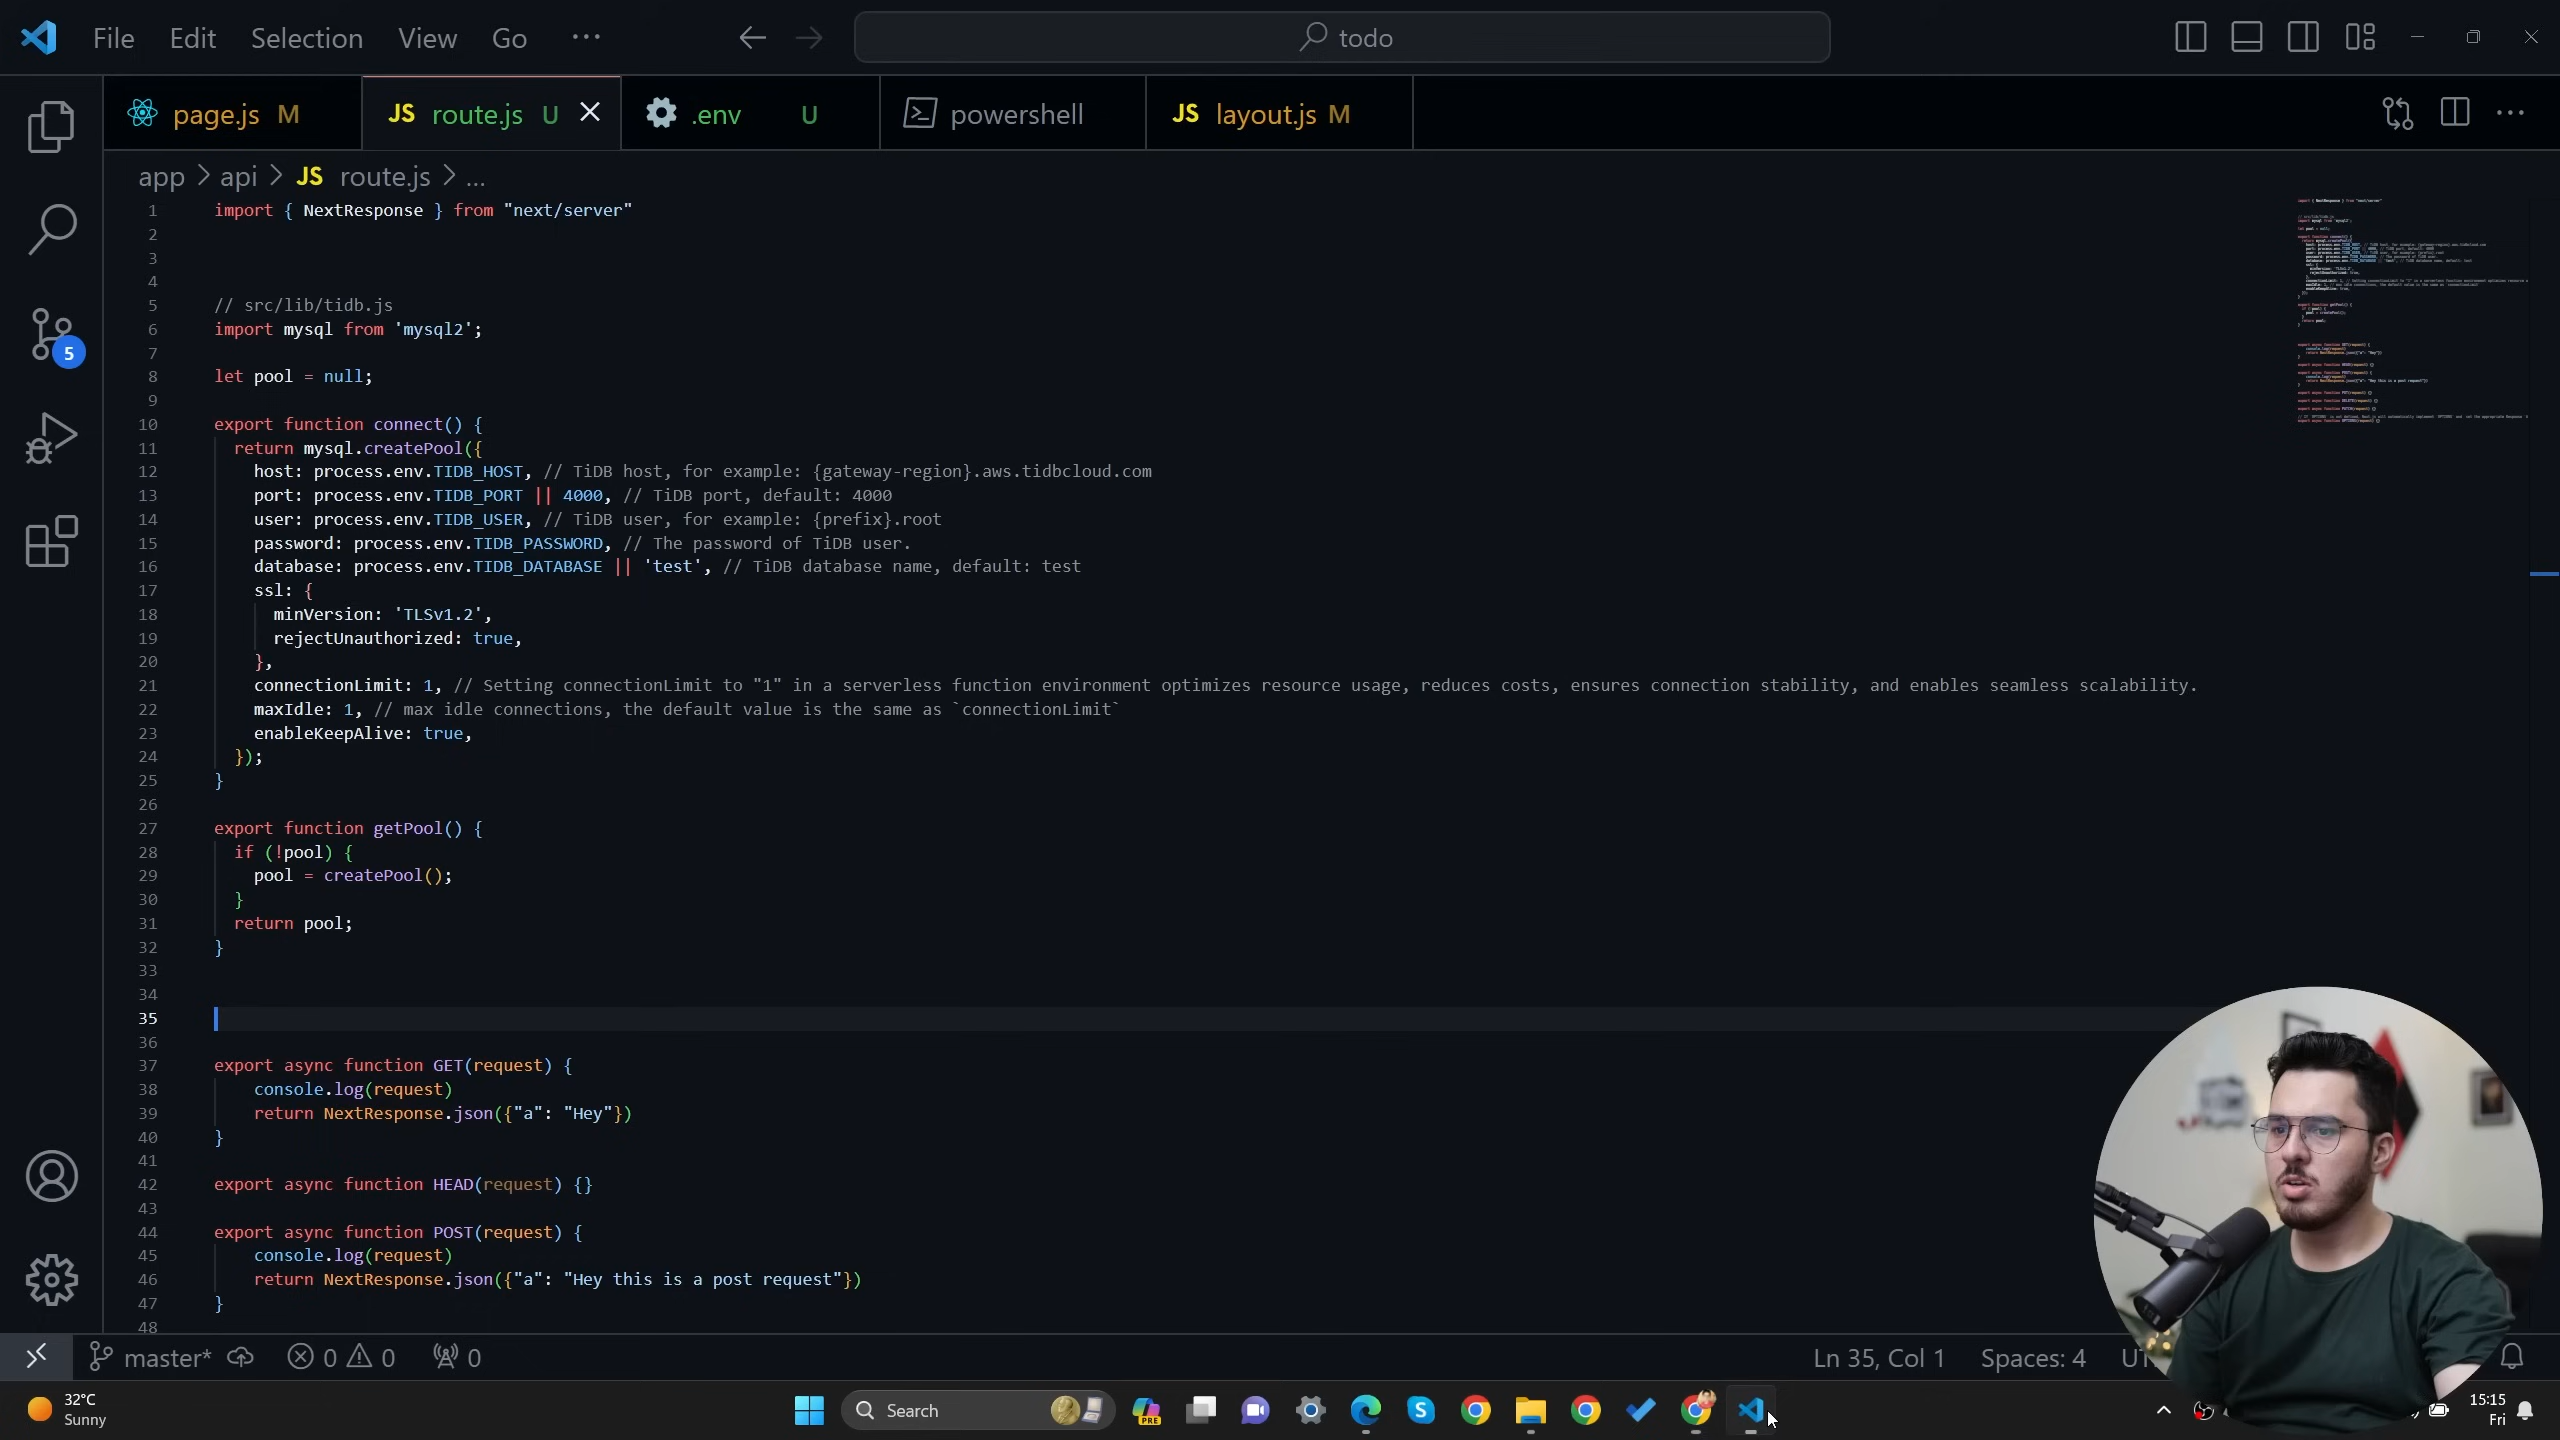 File Edit Selection View Go ··· todo
page.js M JS route.js U .env U powershell JS layout.js M
app > api > JS route.js > ...
1 import { NextResponse } from "next/server"
2
3
4
5 // src/lib/tidb.js
6 import mysql from 'mysql2';
7
8 let pool = null;
9
10 export function connect() {
11 return mysql.createPool({
12 host: process.env.TIDB_HOST, // TiDB host, for example: {gateway-region}.aws.tidbcloud.com
13 port: process.env.TIDB_PORT || 4000, // TiDB port, default: 4000
14 user: process.env.TIDB_USER, // TiDB user, for example: {prefix}.root
15 password: process.env.TIDB_PASSWORD, // The password of TiDB user.
16 database: process.env.TIDB_DATABASE || 'test', // TiDB database name, default: test
17 ssl: {
18 minVersion: 'TLSv1.2',
19 rejectUnauthorized: true,
20 },
21 connectionLimit: 1, // Setting connectionLimit to "1" in a serverless function environment optimizes resource usage, reduces costs, ensures connection stability, and enables seamless scalability.
22 maxIdle: 1, // max idle connections, the default value is the same as `connectionLimit`
23 enableKeepAlive: true,
24 });
25 }
26
27 export function getPool() {
28 if (!pool) {
29 pool = createPool();
30 }
31 return pool;
32 }
33
34
35
36
37 export async function GET(request) {
38 console.log(request)
39 return NextResponse.json({"a": "Hey"})
40 }
41
42 export async function HEAD(request) {}
43
44 export async function POST(request) {
45 console.log(request)
46 return NextResponse.json({"a": "Hey this is a post request"})
47 }
48
5
master* 0 0 0 Ln 35, Col 1 Spaces: 4
32°C
Sunny
Search
PRE
15:15
Fri